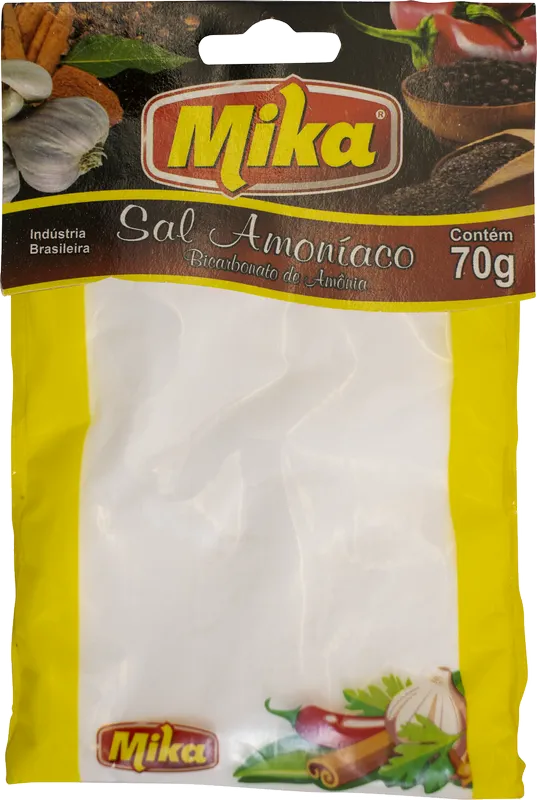 Mika®
Indústria
Brasileira
Sal Amoníaco
Bicarbonato de Amônia
Contém
70g
Mika